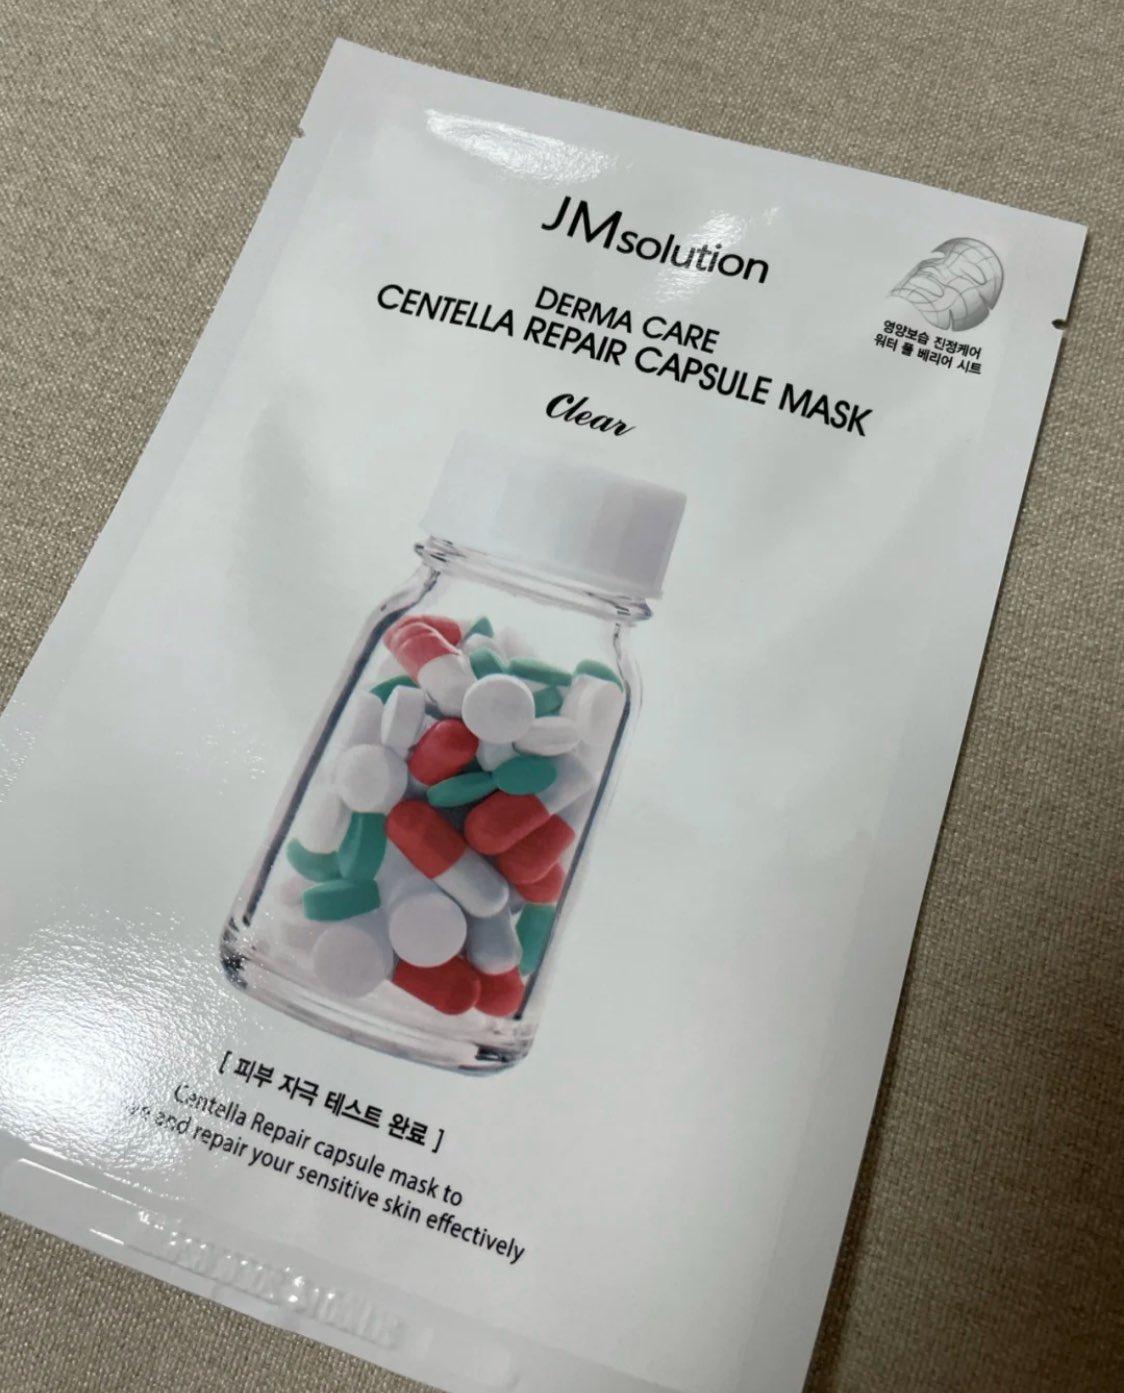 JMsolution
DERMA CARE
CENTELLA REPAIR CAPSULE MASK
Clear
영양보습 진정케어
워터 풀 베리어 시트
[ 피부 자극 테스트 완료 ]
Centella Repair capsule mask to
and repair your sensitive skin effectively